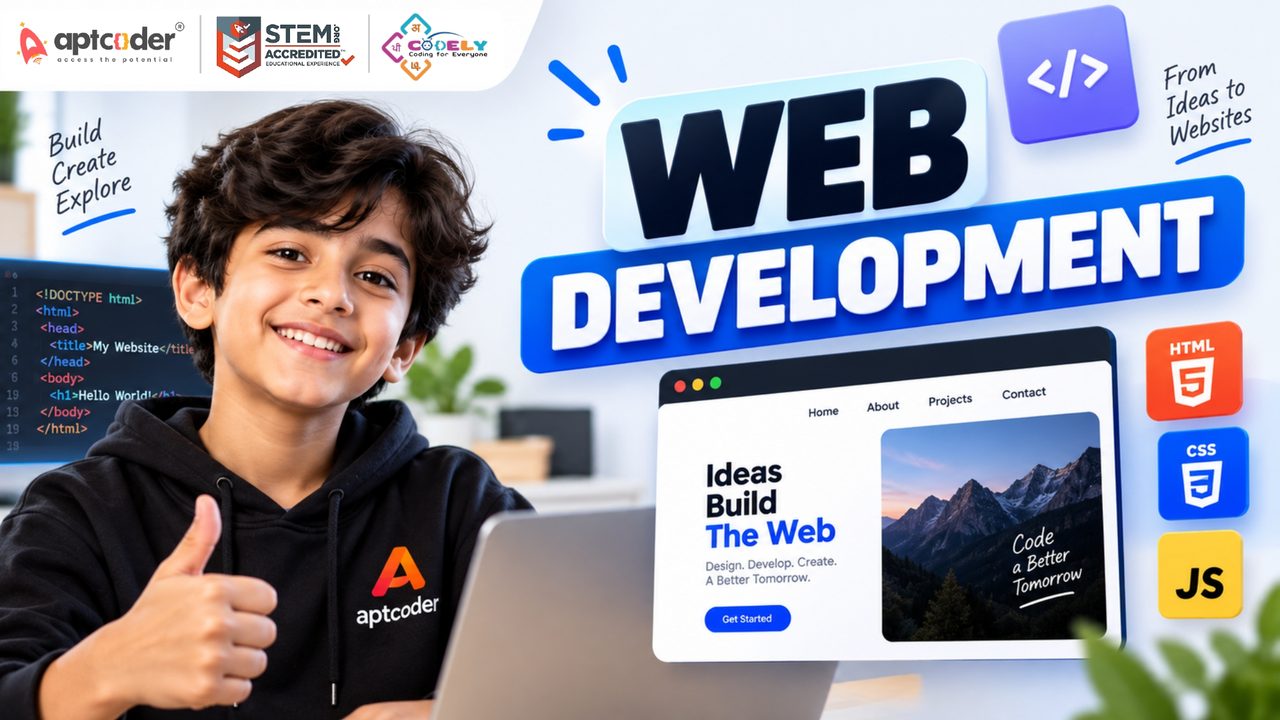 aptcoder®
access the potential
STEM.ORG
ACCREDITED™
EDUCATIONAL EXPERIENCE
अ
पी
CODELY
Coding for Everyone
Build
Create
Explore
WEB
DEVELOPMENT
</>
From
Ideas to
Websites
1 <!DOCTYPE html>
2 <html>
3 <head>
4 <title>My Website</title
6 </head>
6 <body>
19 <h1>Hello World!</h1>
13 </body>
19 </html>
Home About Projects Contact
Ideas
Build
The Web
Design. Develop. Create.
A Better Tomorrow.
Get Started
Code
a Better
Tomorrow
HTML
5
CSS
3
JS
aptcoder